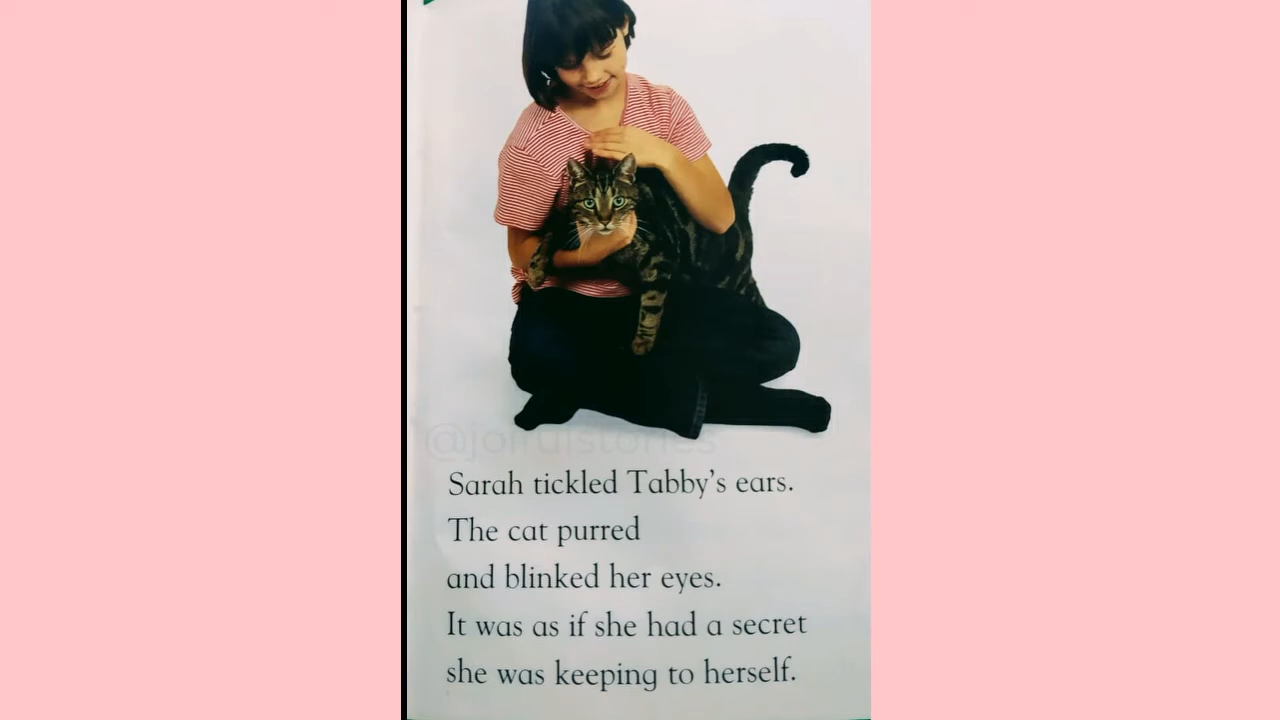 @joifulstories
Sarah tickled Tabby's ears.
The cat purred
and blinked her eyes.
It was as if she had a secret
she was keeping to herself.